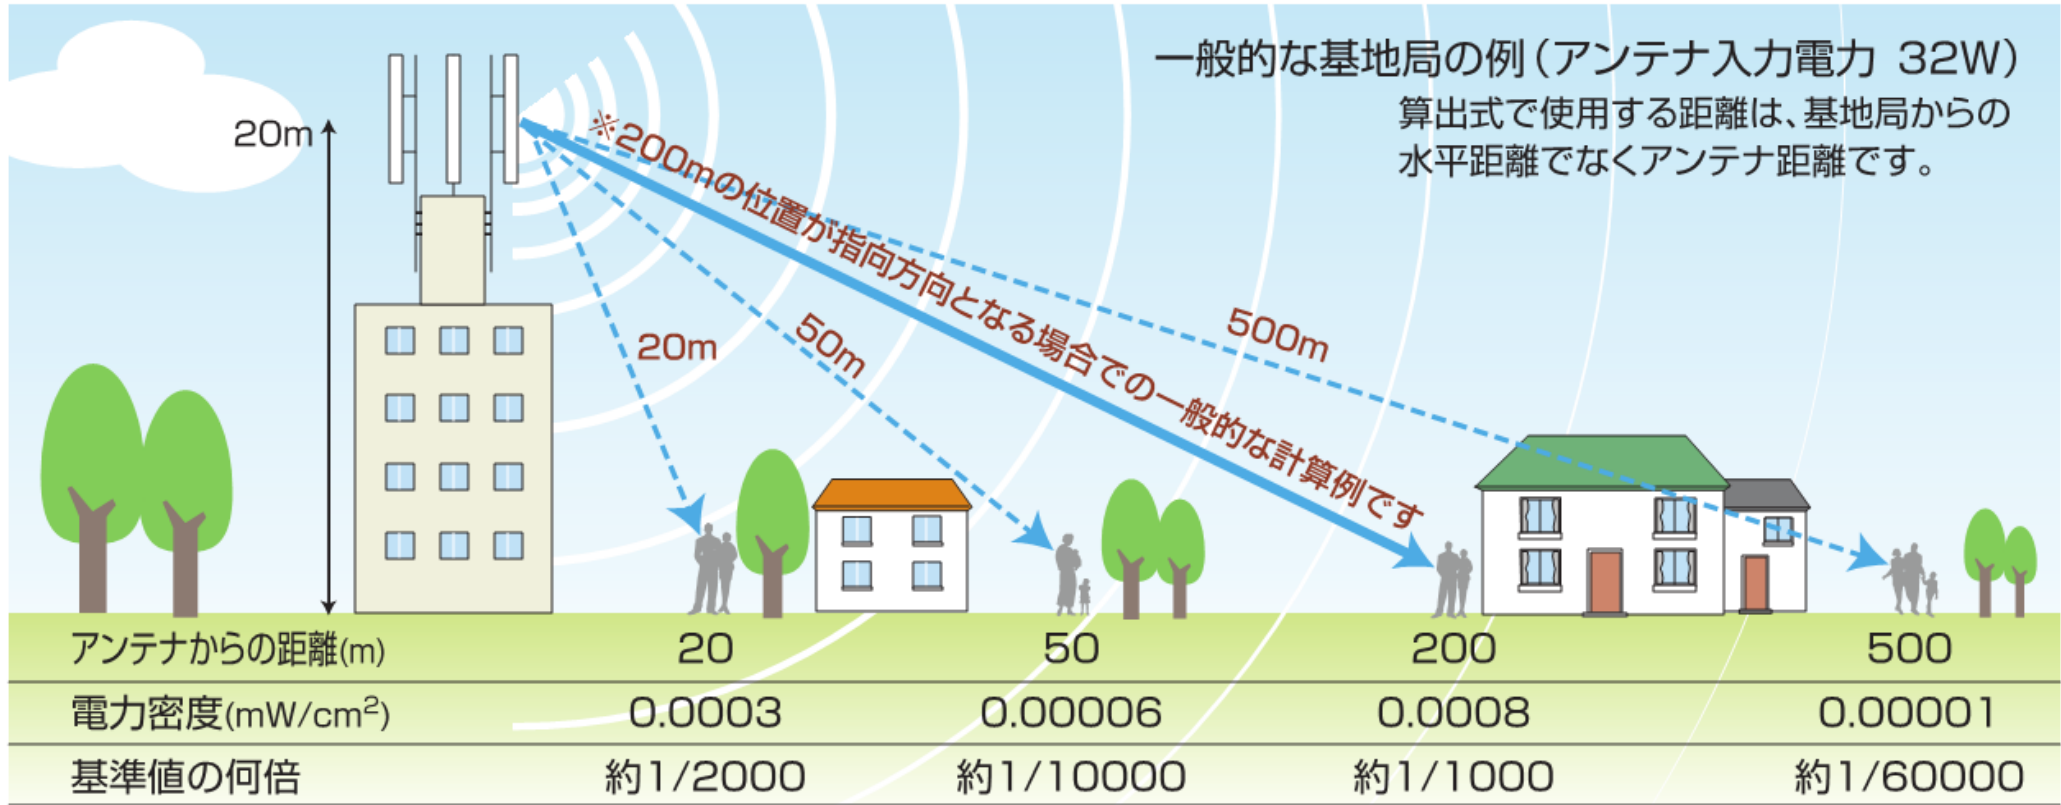 一般的な基地局の例（アンテナ入力電力 32W）
算出式で使用する距離は、基地局からの
水平距離でなくアンテナ距離です。
20m
※200mの位置が指向方向となる場合での一般的な計算例です
20m
50m
500m
アンテナからの距離(m) 20 50 200 500
電力密度(mW/cm²) 0.0003 0.00006 0.0008 0.00001
基準値の何倍 約1/2000 約1/10000 約1/1000 約1/60000